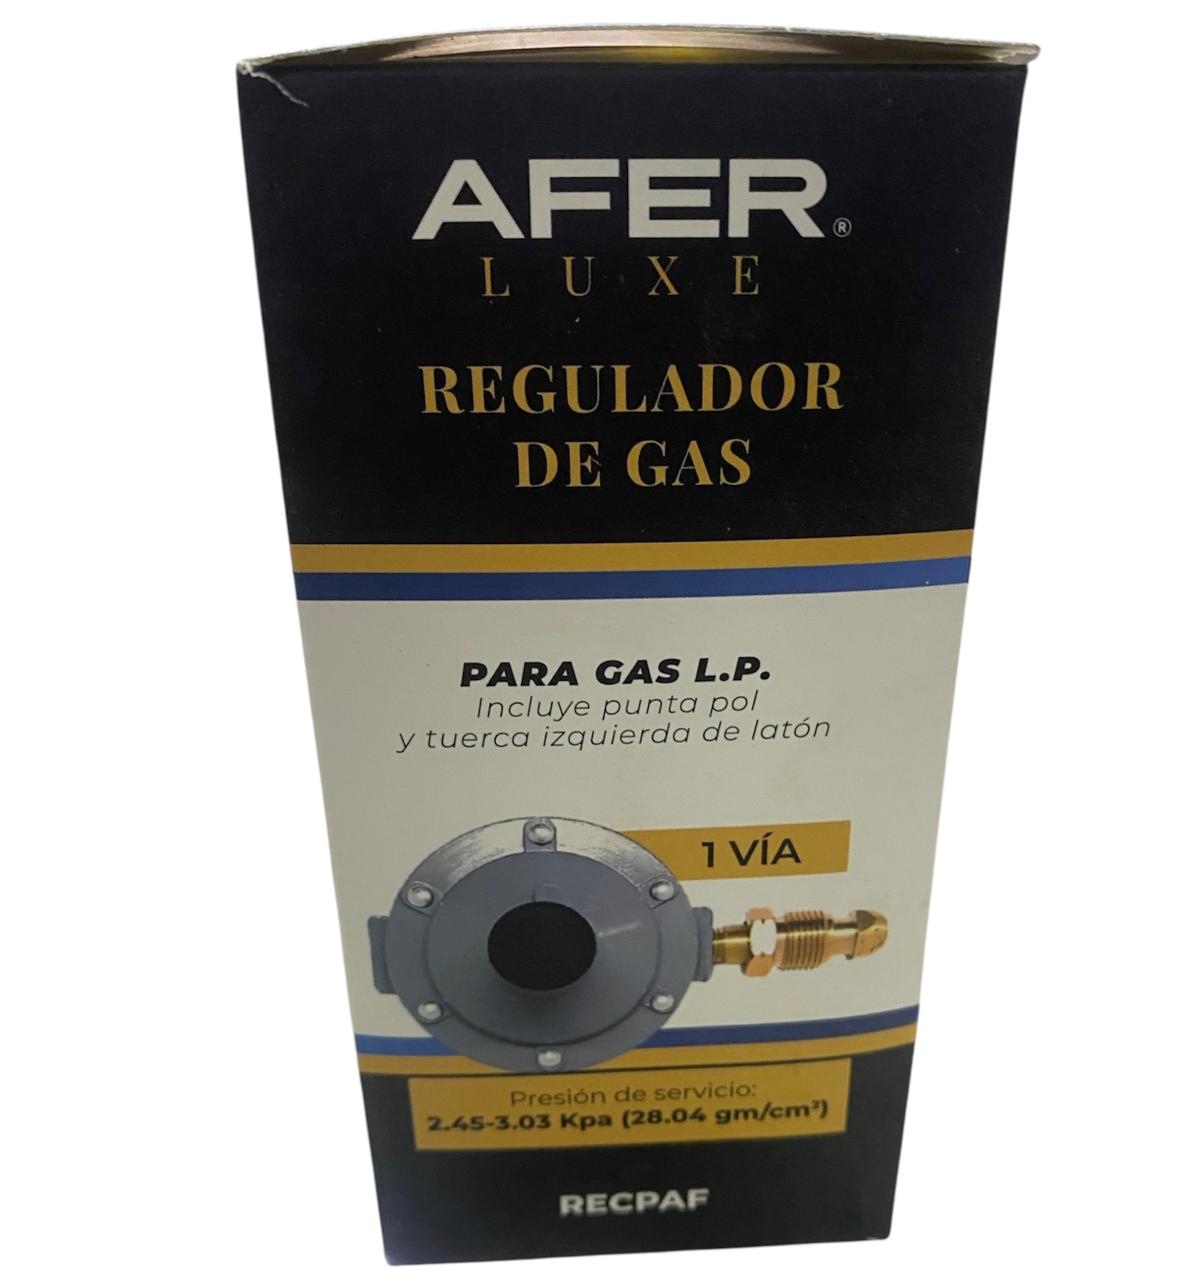 AFER®
LUXE
REGULADOR
DE GAS
PARA GAS L.P.
Incluye punta pol
y tuerca izquierda de latón
1 VÍA
Presión de servicio:
2.45-3.03 Kpa (28.04 gm/cm²)
RECPAF